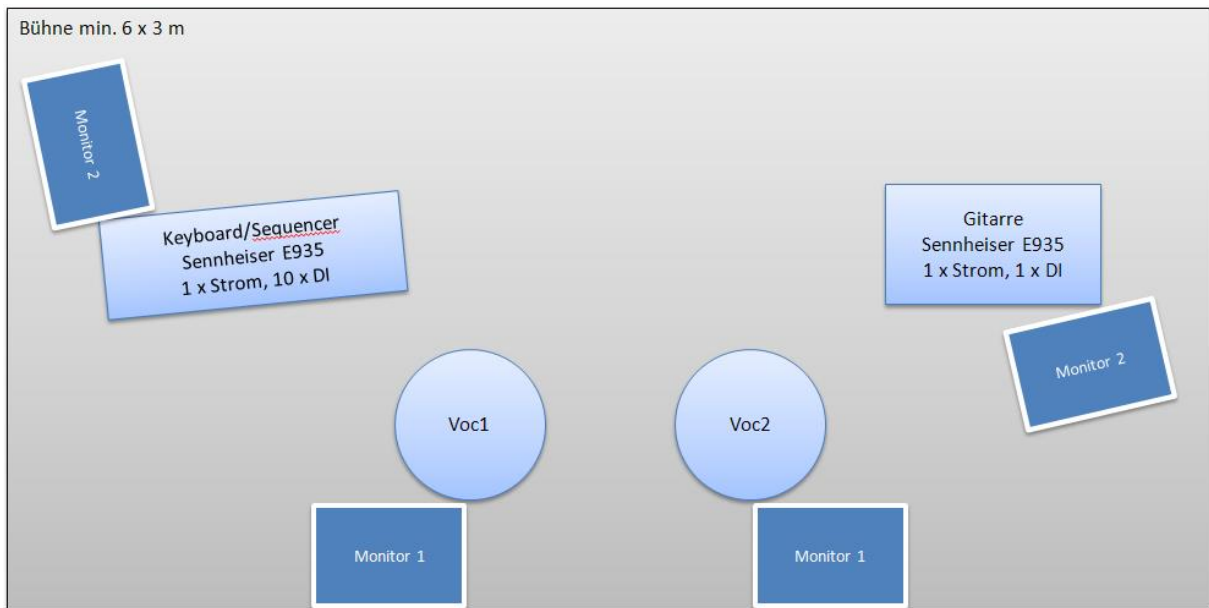 Bühne min. 6 x 3 m
Monitor 2
Keyboard/Sequencer
Sennheiser E935
1 x Strom, 10 x DI
Gitarre
Sennheiser E935
1 x Strom, 1 x DI
Monitor 2
Voc1
Voc2
Monitor 1
Monitor 1